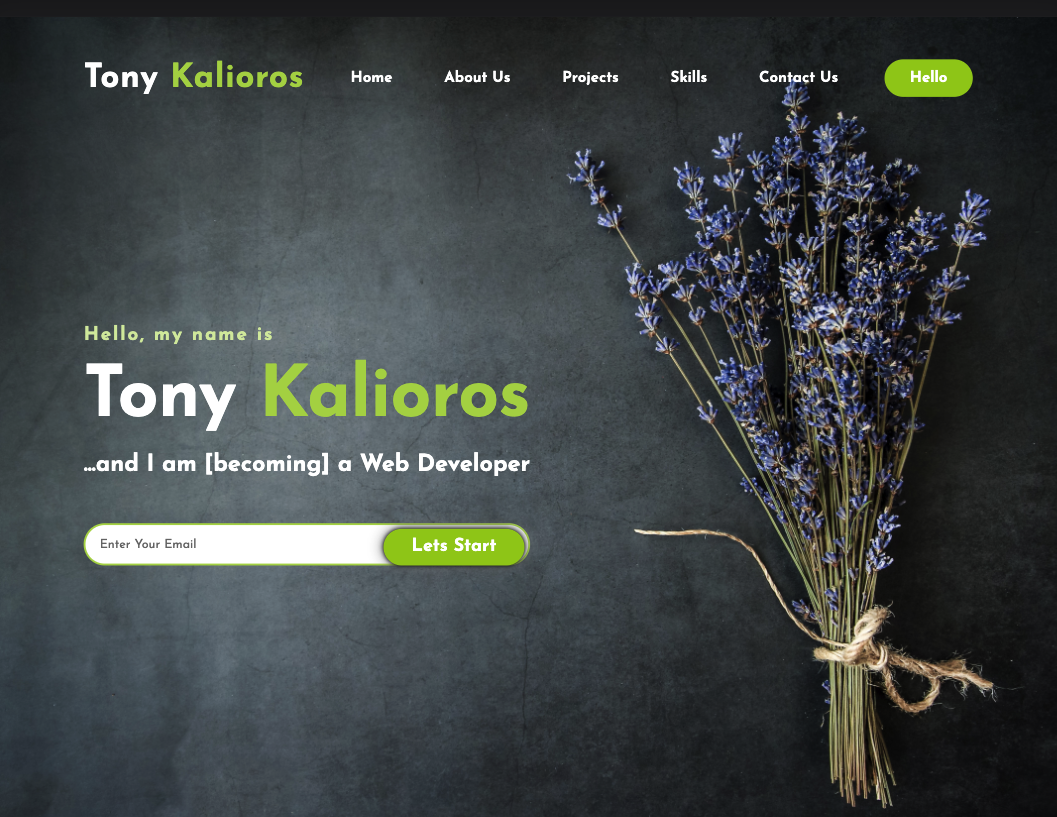 Tony Kalioros Home About Us Projects Skills Contact Us Hello
Hello, my name is
Tony Kalioros
...and I am [becoming] a Web Developer
Enter Your Email Lets Start